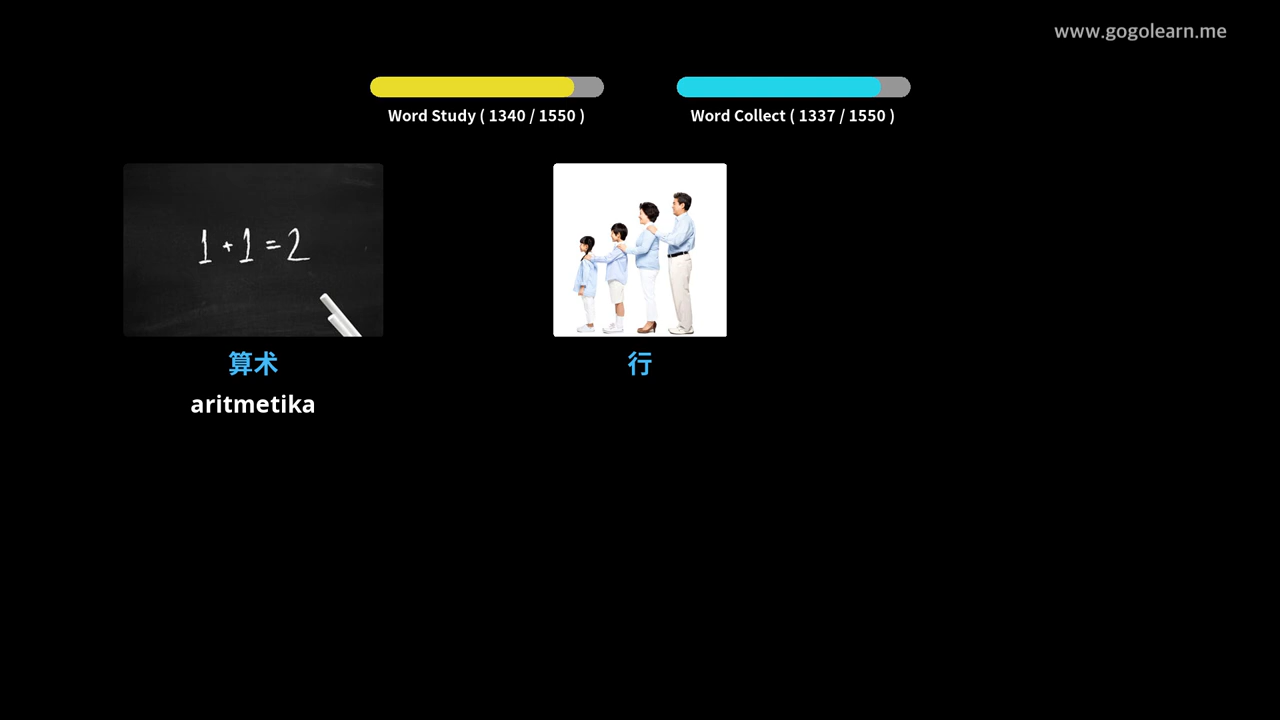 www.gogolearn.me
Word Study ( 1340 / 1550 )
Word Collect ( 1337 / 1550 )
1 + 1 = 2
算术
aritmetika
行